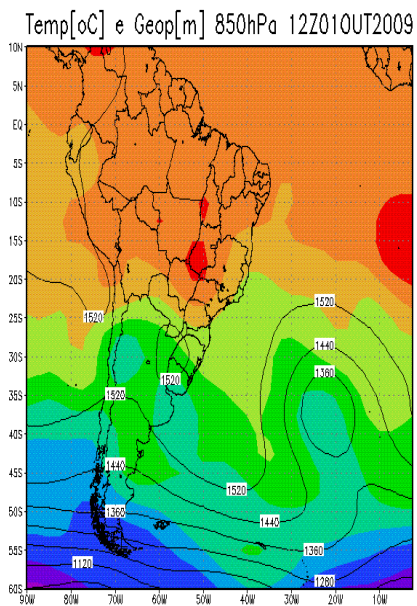 Temp[oC] e Geop[m] 850hPa 12Z01OUT2009
10N
5N
EQ
5S
10S
15S
20S
1520
1520
25S
1440
30S
1360
1520
35S
1520
40S
1440
45S
1520
1360
1440
50S
1360
55S
1120
1280
60S
90W 80W 70W 60W 50W 40W 30W 20W 10W